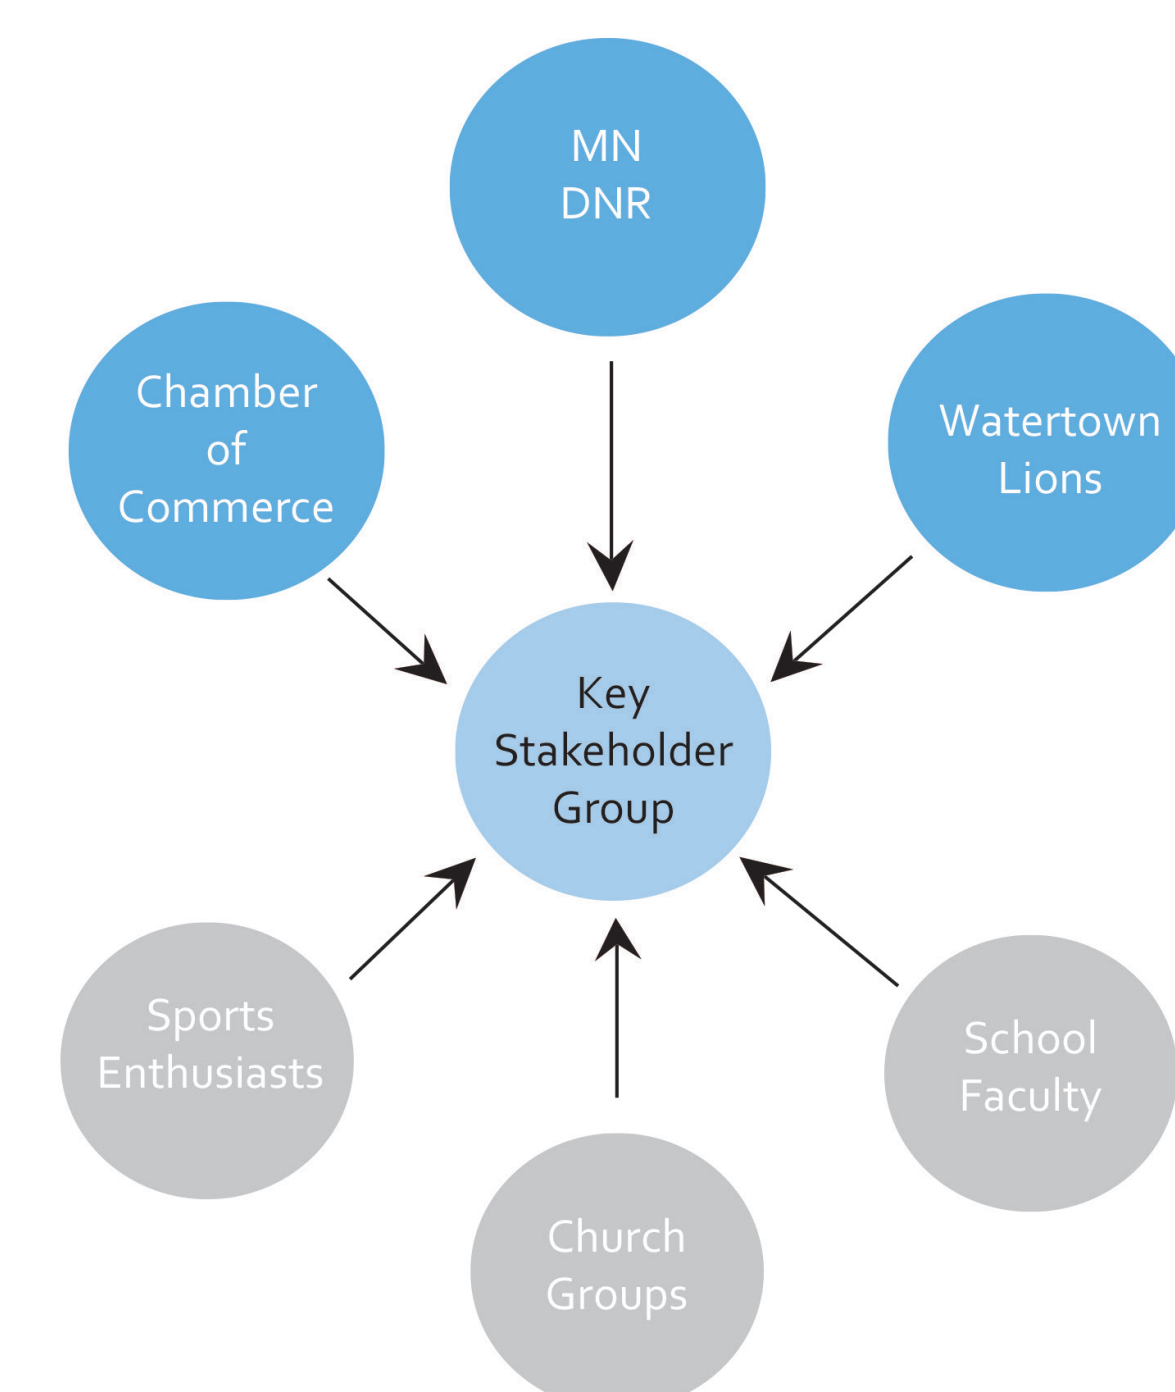 MN
DNR
Chamber
of
Commerce
Watertown
Lions
Key
Stakeholder
Group
Sports
Enthusiasts
School
Faculty
Church
Groups